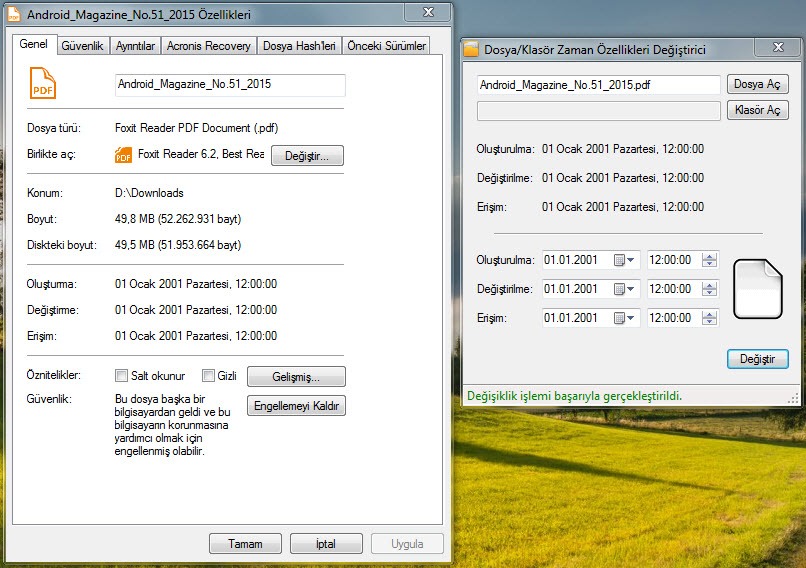 Android_Magazine_No.51_2015 Özellikleri
Genel Güvenlik Ayrıntılar Acronis Recovery Dosya Hash'leri Önceki Sürümler
PDF
Android_Magazine_No.51_2015
Dosya türü: Foxit Reader PDF Document (.pdf)
Birlikte aç: PDF Foxit Reader 6.2, Best Rea Değiştir...
Konum: D:\Downloads
Boyut: 49,8 MB (52.262.931 bayt)
Diskteki boyut: 49,5 MB (51.953.664 bayt)
Oluşturma: 01 Ocak 2001 Pazartesi, 12:00:00
Değiştirme: 01 Ocak 2001 Pazartesi, 12:00:00
Erişim: 01 Ocak 2001 Pazartesi, 12:00:00
Öznitelikler: Salt okunur Gizli Gelişmiş...
Güvenlik: Bu dosya başka bir
bilgisayardan geldi ve bu
bilgisayarın korunmasına
yardımcı olmak için
engellenmiş olabilir.
Engellemeyi Kaldır
Tamam İptal Uygula
Dosya/Klasör Zaman Özellikleri Değiştirici
Android_Magazine_No.51_2015.pdf Dosya Aç
Klasör Aç
Oluşturulma: 01 Ocak 2001 Pazartesi, 12:00:00
Değiştirilme: 01 Ocak 2001 Pazartesi, 12:00:00
Erişim: 01 Ocak 2001 Pazartesi, 12:00:00
Oluşturulma: 01.01.2001 12:00:00
Değiştirilme: 01.01.2001 12:00:00
Erişim: 01.01.2001 12:00:00
Değiştir
Değişiklik işlemi başarıyla gerçekleştirildi.